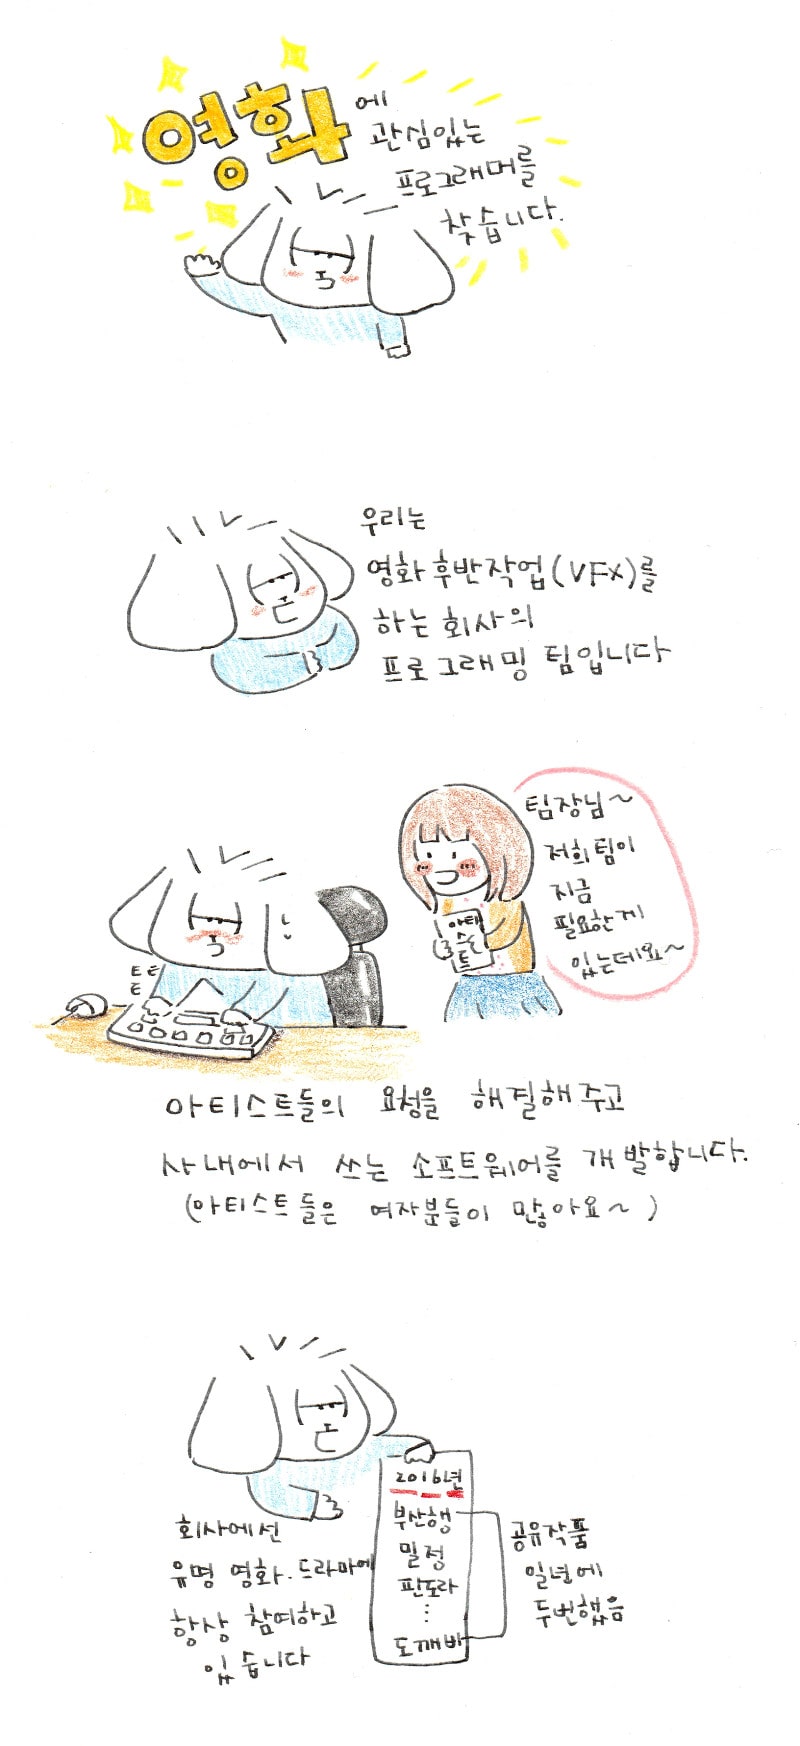 영화에
관심있는
프로그래머를
찾습니다.
우리는
영화후반작업(VFX)를
하는 회사의
프로그래밍 팀입니다
팀장님~
저희팀이
지금
필요한게
있는데요~
아티
스트
트트
트
아티스트들의 요청을 해결해주고
사내에서 쓰는 소프트웨어를 개발합니다.
(아티스트들은 여자분들이 많아요~)
2016년
부산행
밀정
판도라
⋮
도깨비
공유작품
일년에
두번했음
회사에선
유명 영화.드라마에
항상 참여하고
있습니다